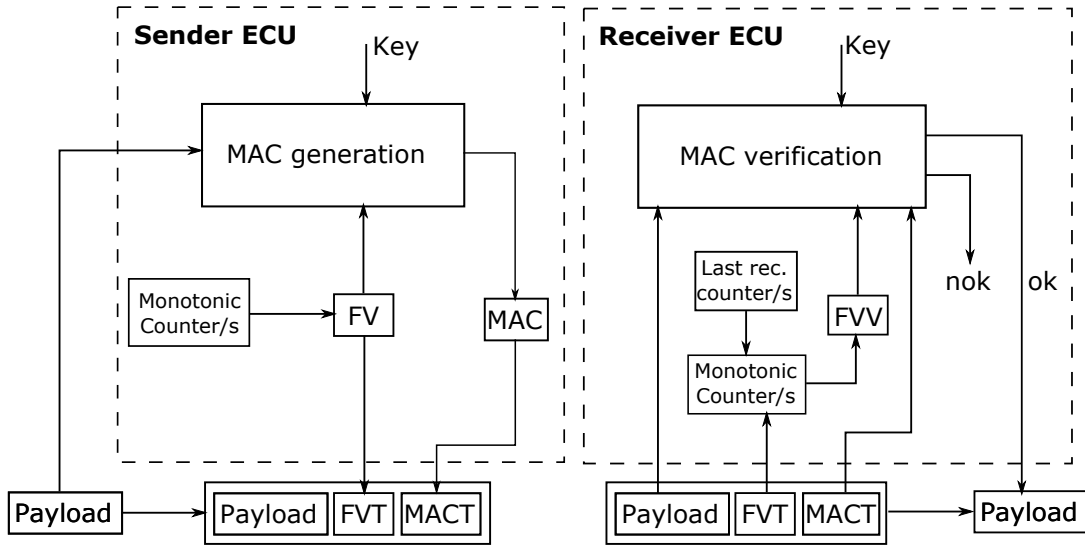 Sender ECU
Key
MAC generation
Monotonic
Counter/s
FV
MAC
Payload
Payload
FVT
MACT
Receiver ECU
Key
MAC verification
Last rec.
counter/s
nok
ok
FVV
Monotonic
Counter/s
Payload
FVT
MACT
Payload